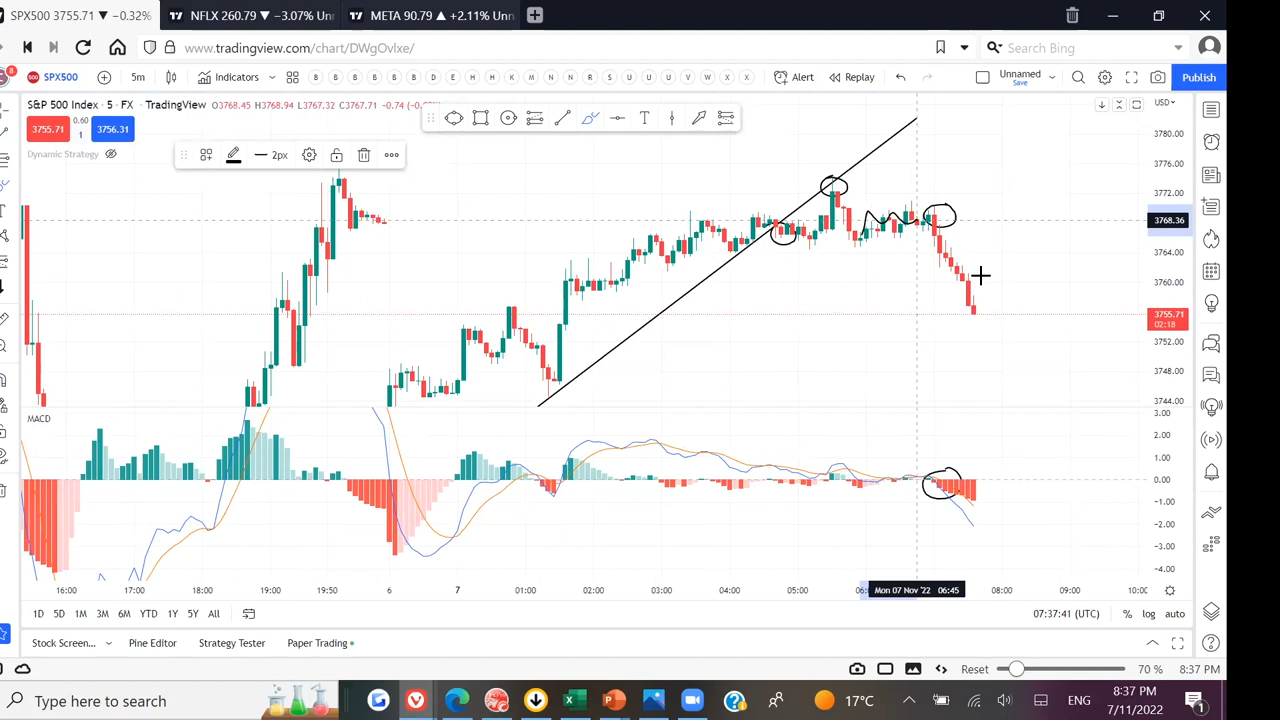 SPX500 3755.71 ▼ −0.32%
NFLX 260.79 ▼ −3.07% Unn
META 90.79 ▲ +2.11% Unn
www.tradingview.com/chart/DWgOvlxe/
Search Bing
8
500 SPX500
5m
Indicators
B B B B B D E H H K M N N R S U U U V W X X
Alert
Replay
Unnamed
Save
Publish
S&P 500 Index · 5 · FX · TradingView O3768.45 H3768.94 L3767.32 C3767.71 −0.74
USD
3755.71
0.60
1
3756.31
Dynamic Strategy
2px
T
3780.00
3776.00
3772.00
3768.36
3764.00
3760.00
3755.71
02:18
3752.00
3748.00
3744.00
MACD
3.00
2.00
1.00
0.00
−1.00
−2.00
−3.00
−4.00
16:00 17:00 18:00 19:00 19:50 6 7 01:00 02:00 03:00 04:00 05:00 Mon 07 Nov '22 06:45 08:00 09:00 10:00
1D 5D 1M 3M 6M YTD 1Y 5Y All
07:37:41 (UTC)
% log auto
Stock Screen...
Pine Editor
Strategy Tester
Paper Trading
Reset
70 %
8:37 PM
Type here to search
17°C
ENG
8:37 PM
7/11/2022
1